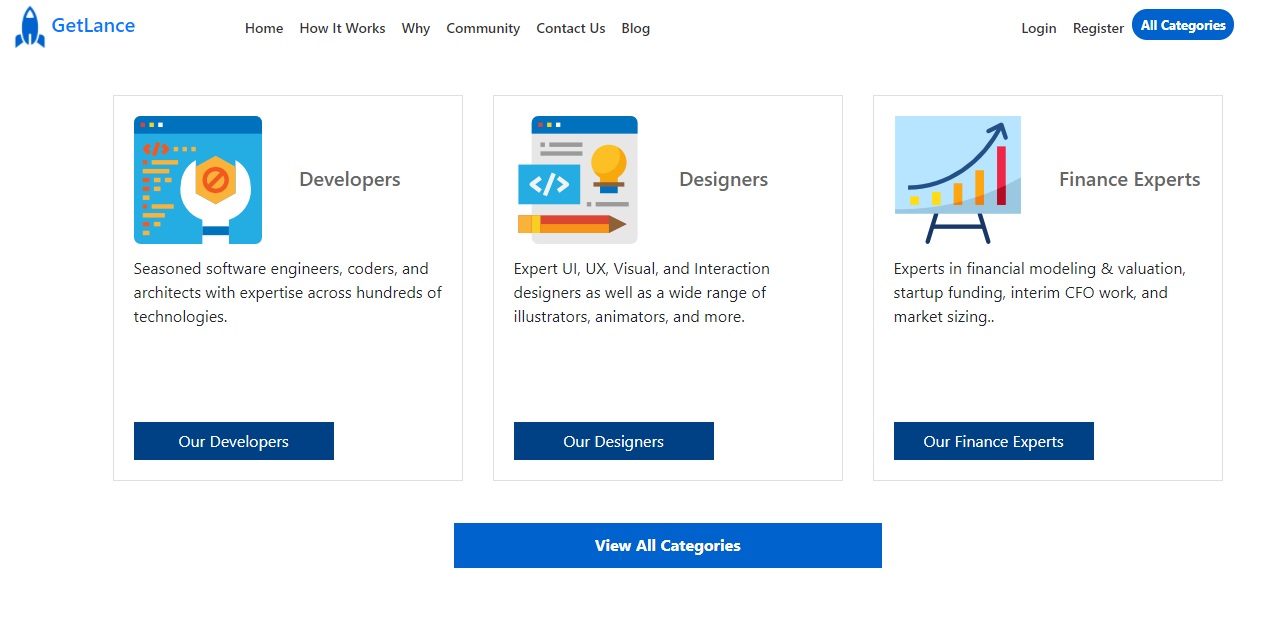 GetLance
Home How It Works Why Community Contact Us Blog
Login Register All Categories
Developers
Seasoned software engineers, coders, and
architects with expertise across hundreds of
technologies.
Our Developers
Designers
Expert UI, UX, Visual, and Interaction
designers as well as a wide range of
illustrators, animators, and more.
Our Designers
Finance Experts
Experts in financial modeling & valuation,
startup funding, interim CFO work, and
market sizing..
Our Finance Experts
View All Categories